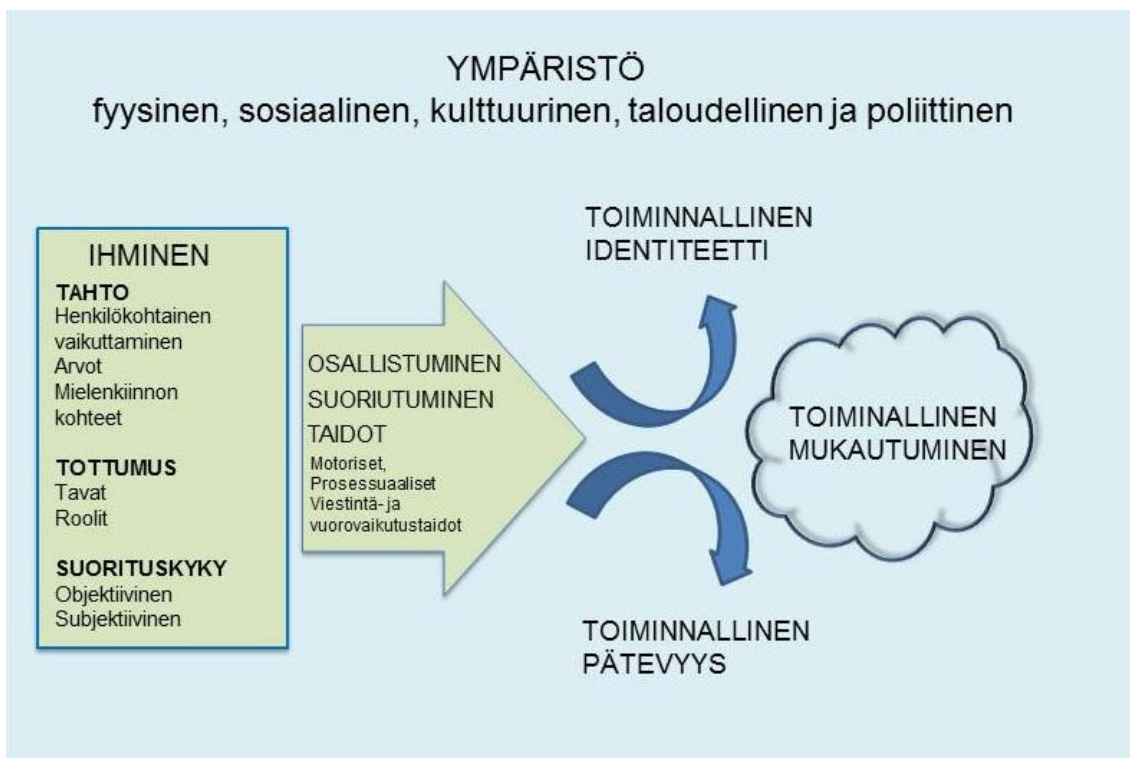 YMPÄRISTÖ
fyysinen, sosiaalinen, kulttuurinen, taloudellinen ja poliittinen
IHMINEN
TAHTO
Henkilökohtainen
vaikuttaminen
Arvot
Mielenkiinnon
kohteet
TOTTUMUS
Tavat
Roolit
SUORITUSKYKY
Objektiivinen
Subjektiivinen
OSALLISTUMINEN
SUORIUTUMINEN
TAIDOT
Motoriset,
Prosessuaaliset
Viestintä- ja
vuorovaikutustaidot
TOIMINNALLINEN
IDENTITEETTI
TOIMINNALLINEN
PÄTEVYYS
TOIMINALLINEN
MUKAUTUMINEN